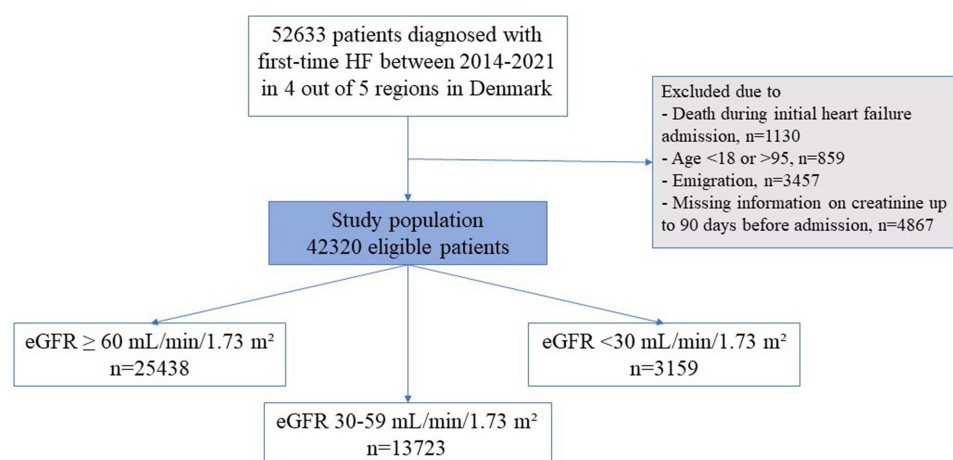 52633 patients diagnosed with
first-time HF between 2014-2021
in 4 out of 5 regions in Denmark
Excluded due to
- Death during initial heart failure
admission, n=1130
- Age <18 or >95, n=859
- Emigration, n=3457
- Missing information on creatinine up
to 90 days before admission, n=4867
Study population
42320 eligible patients
eGFR ≥ 60 mL/min/1.73 m²
n=25438
eGFR <30 mL/min/1.73 m²
n=3159
eGFR 30-59 mL/min/1.73 m²
n=13723